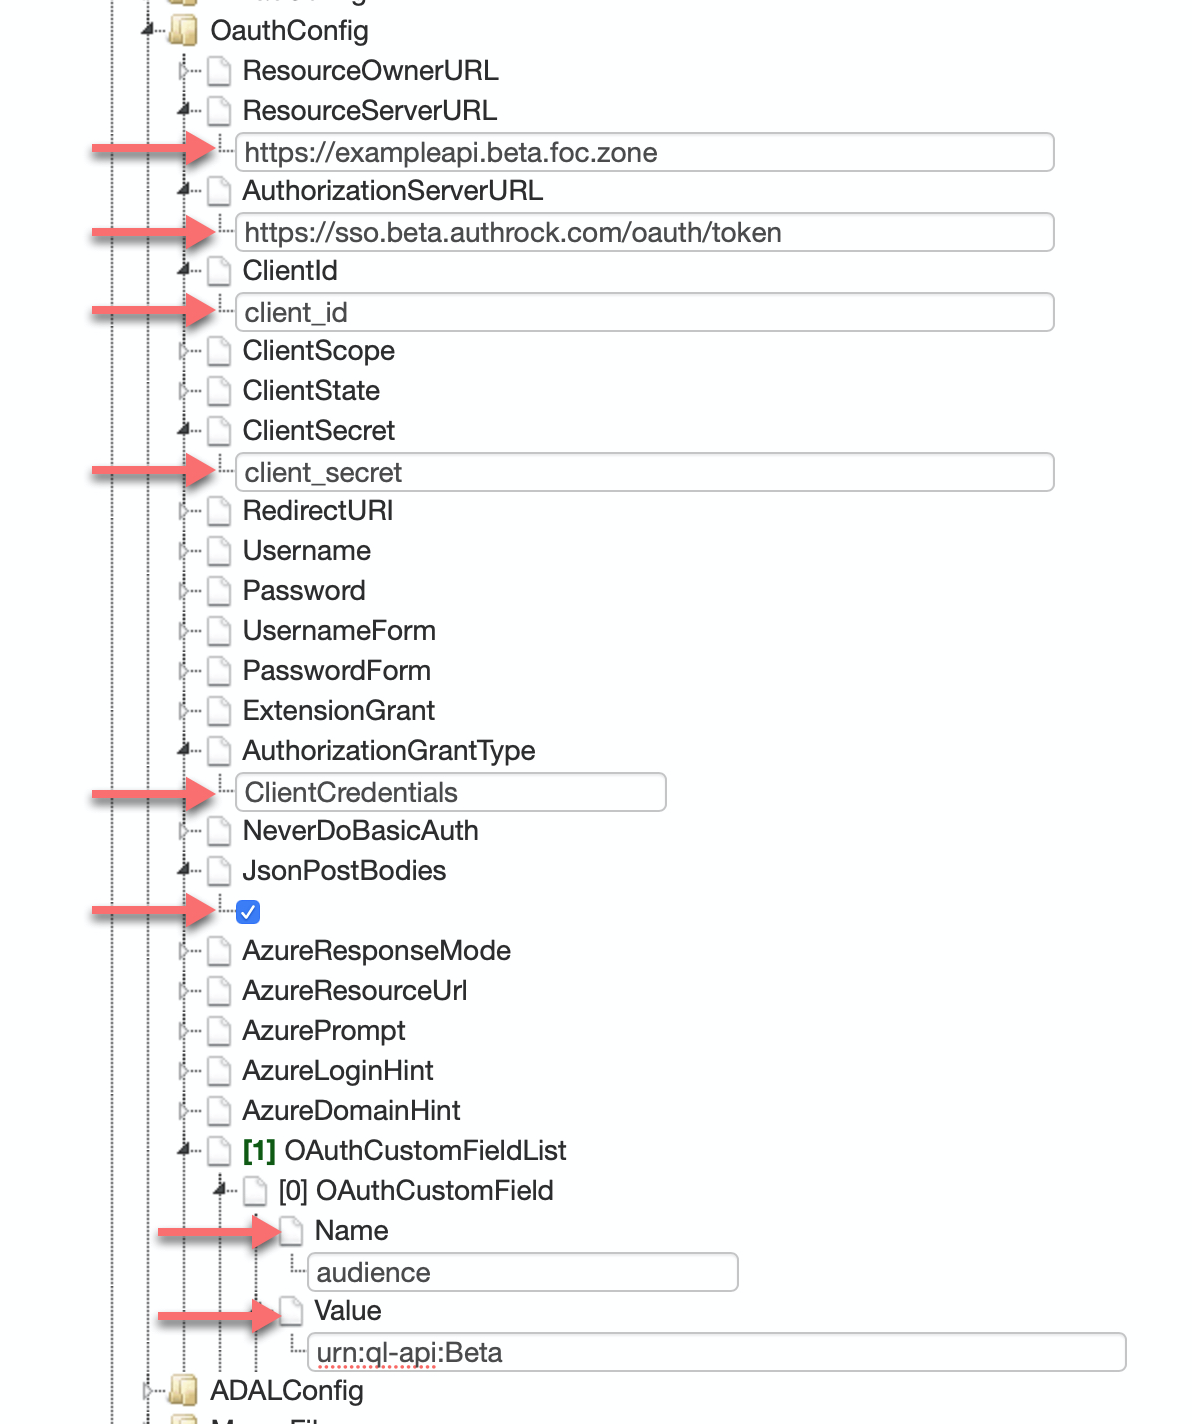 OauthConfig
ResourceOwnerURL
ResourceServerURL
https://exampleapi.beta.foc.zone
AuthorizationServerURL
https://sso.beta.authrock.com/oauth/token
ClientId
client_id
ClientScope
ClientState
ClientSecret
client_secret
RedirectURI
Username
Password
UsernameForm
PasswordForm
ExtensionGrant
AuthorizationGrantType
ClientCredentials
NeverDoBasicAuth
JsonPostBodies
AzureResponseMode
AzureResourceUrl
AzurePrompt
AzureLoginHint
AzureDomainHint
[1] OAuthCustomFieldList
[0] OAuthCustomField
Name
audience
Value
urn:ql-api:Beta
ADALConfig